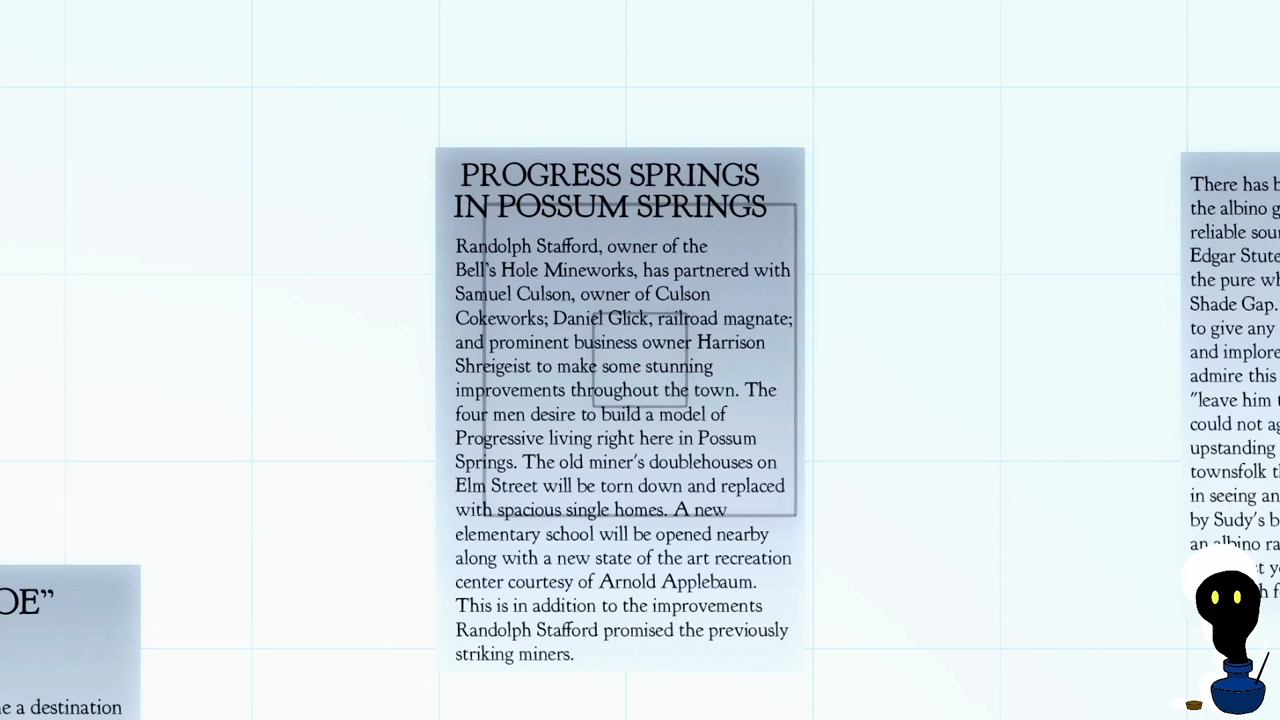 PROGRESS SPRINGS
IN POSSUM SPRINGS
Randolph Stafford, owner of the
Bell's Hole Mineworks, has partnered with
Samuel Culson, owner of Culson
Cokeworks; Daniel Glick, railroad magnate;
and prominent business owner Harrison
Shreigeist to make some stunning
improvements throughout the town. The
four men desire to build a model of
Progressive living right here in Possum
Springs. The old miner's doublehouses on
Elm Street will be torn down and replaced
with spacious single homes. A new
elementary school will be opened nearby
along with a new state of the art recreation
center courtesy of Arnold Applebaum.
This is in addition to the improvements
Randolph Stafford promised the previously
striking miners.
OE”
a destination
There has
the albino
reliable
Edgar Stute
the pure
Shade Gap.
to give any
and implore
admire this
"leave him
could not
upstanding
townsfolk
in seeing
by Sudy's
an albino